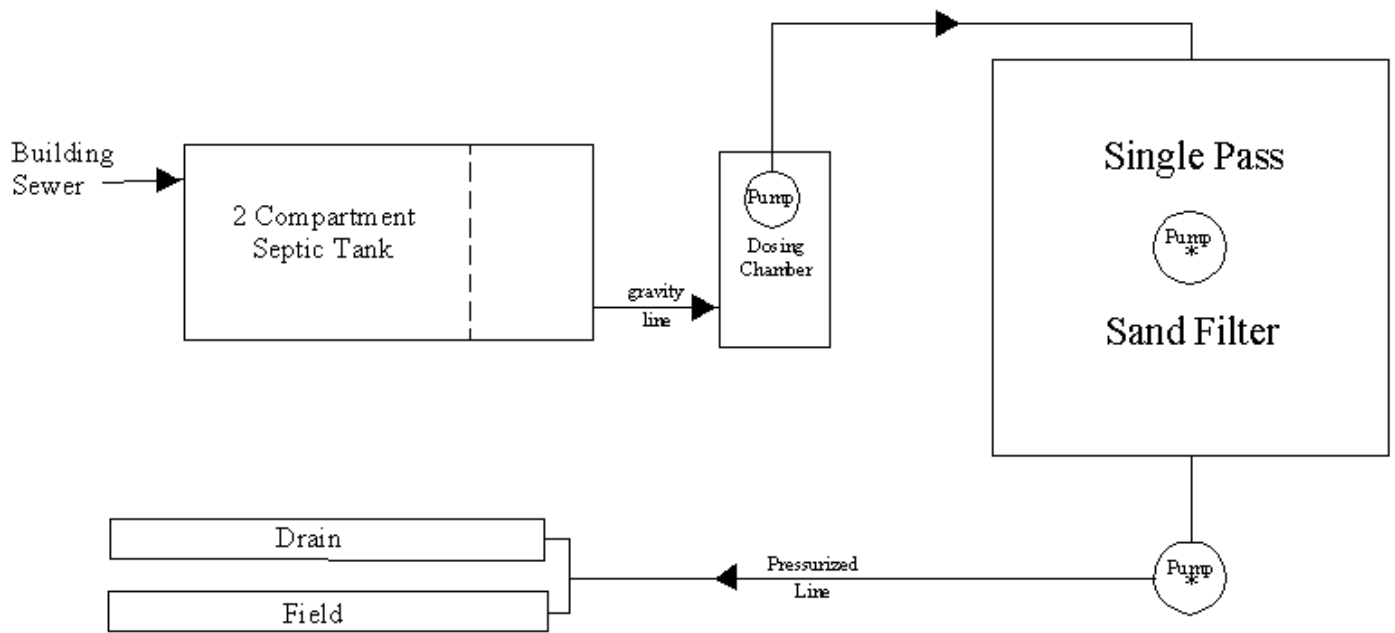 Building
Sewer
2 Compartment
Septic Tank
gravity
line
Pump
Dosing
Chamber
Single Pass
Pump
*
Sand Filter
Pump
*
Pressurized
Line
Drain
Field